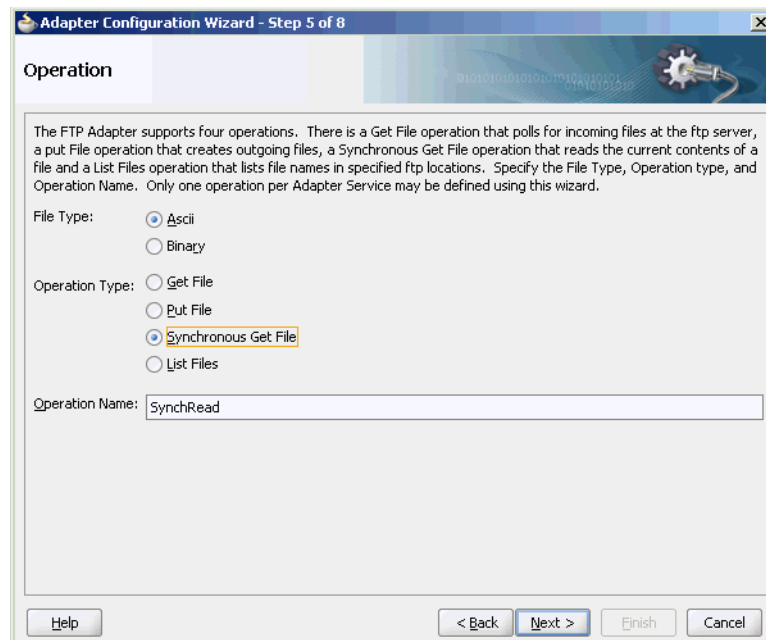 Adapter Configuration Wizard - Step 5 of 8
Operation
01010101010101010101010101
01010101010
The FTP Adapter supports four operations. There is a Get File operation that polls for incoming files at the ftp server,
a put File operation that creates outgoing files, a Synchronous Get File operation that reads the current contents of a
file and a List Files operation that lists file names in specified ftp locations. Specify the File Type, Operation type, and
Operation Name. Only one operation per Adapter Service may be defined using this wizard.
File Type:
Ascii
Binary
Operation Type:
Get File
Put File
Synchronous Get File
List Files
Operation Name:
SynchRead
Help
< Back
Next >
Finish
Cancel